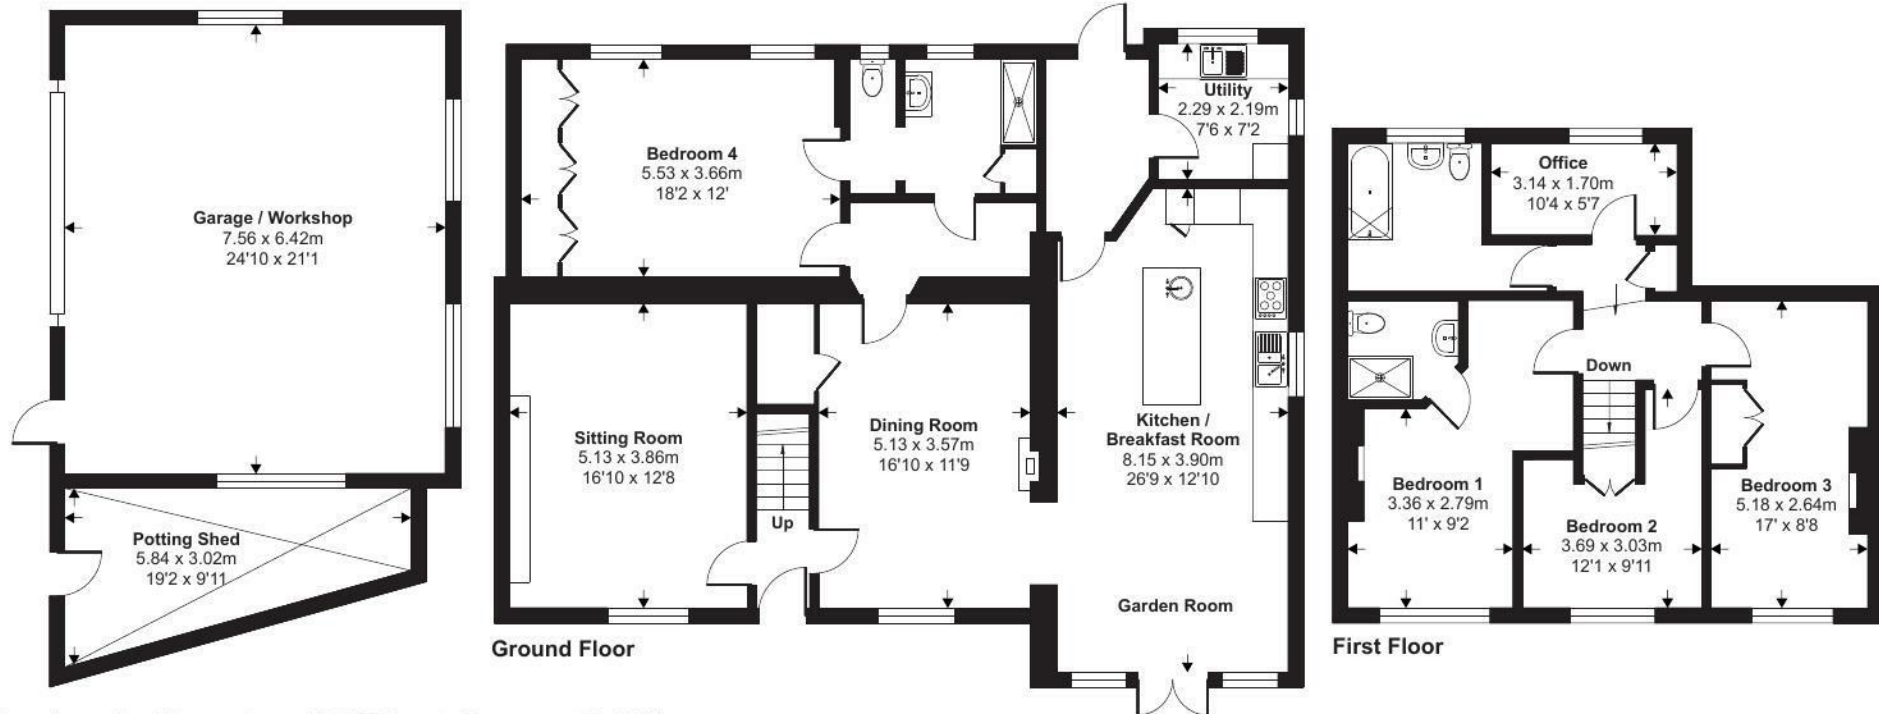 Garage / Workshop
7.56 x 6.42m
24'10 x 21'1
Potting Shed
5.84 x 3.02m
19'2 x 9'11
Bedroom 4
5.53 x 3.66m
18'2 x 12'
Utility
2.29 x 2.19m
7'6 x 7'2
Sitting Room
5.13 x 3.86m
16'10 x 12'8
Up
Dining Room
5.13 x 3.57m
16'10 x 11'9
Kitchen /
Breakfast Room
8.15 x 3.90m
26'9 x 12'10
Garden Room
Ground Floor
Office
3.14 x 1.70m
10'4 x 5'7
Down
Bedroom 1
3.36 x 2.79m
11' x 9'2
Bedroom 2
3.69 x 3.03m
12'1 x 9'11
Bedroom 3
5.18 x 2.64m
17' x 8'8
First Floor